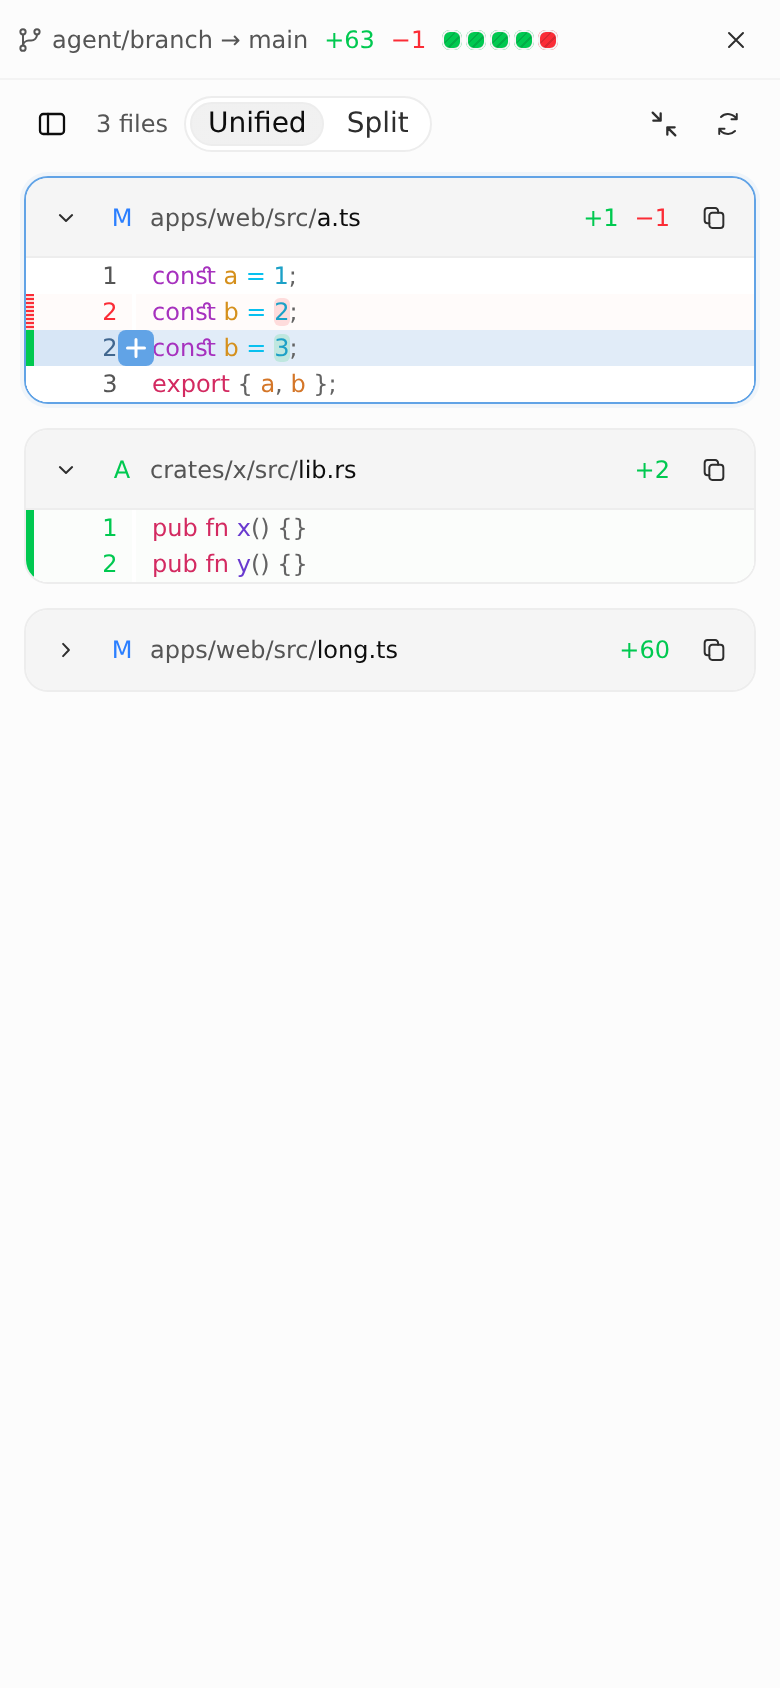 agent/branch → main +63 −1
3 files Unified Split
M apps/web/src/a.ts +1 −1
1 const a = 1;
2 const b = 2;
2 const b = 3;
3 export { a, b };
A crates/x/src/lib.rs +2
1 pub fn x() {}
2 pub fn y() {}
M apps/web/src/long.ts +60